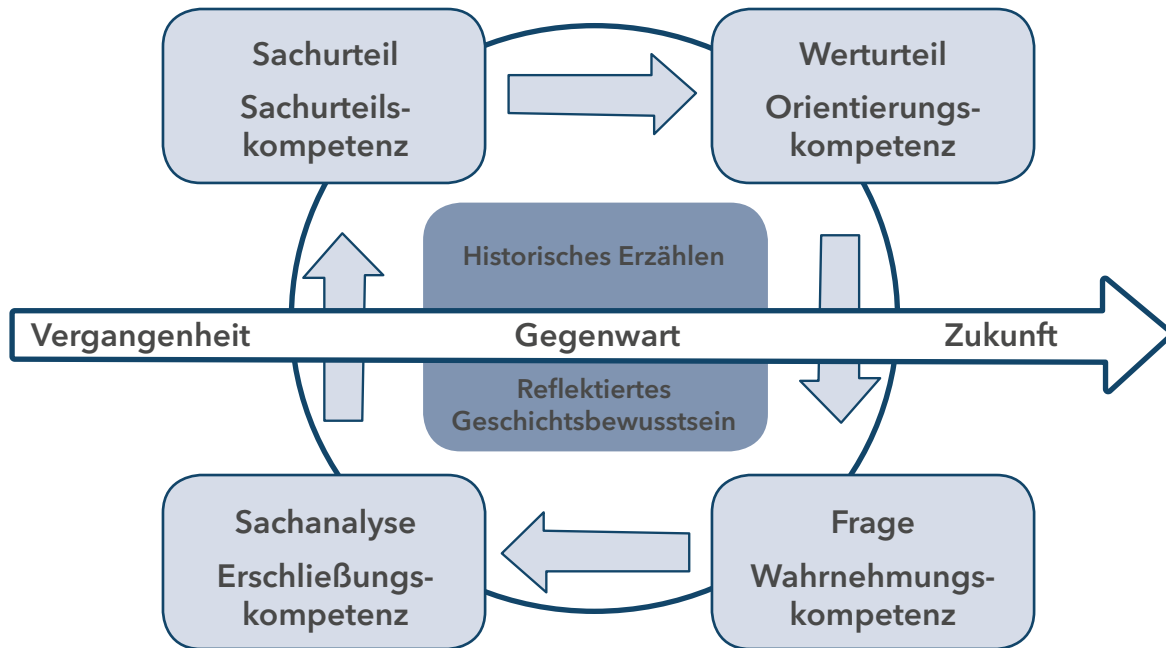 Sachurteil
Sachurteils-
kompetenz
Werturteil
Orientierungs-
kompetenz
Historisches Erzählen
Vergangenheit
Gegenwart
Zukunft
Reflektiertes
Geschichtsbewusstsein
Sachanalyse
Erschließungs-
kompetenz
Frage
Wahrnehmungs-
kompetenz